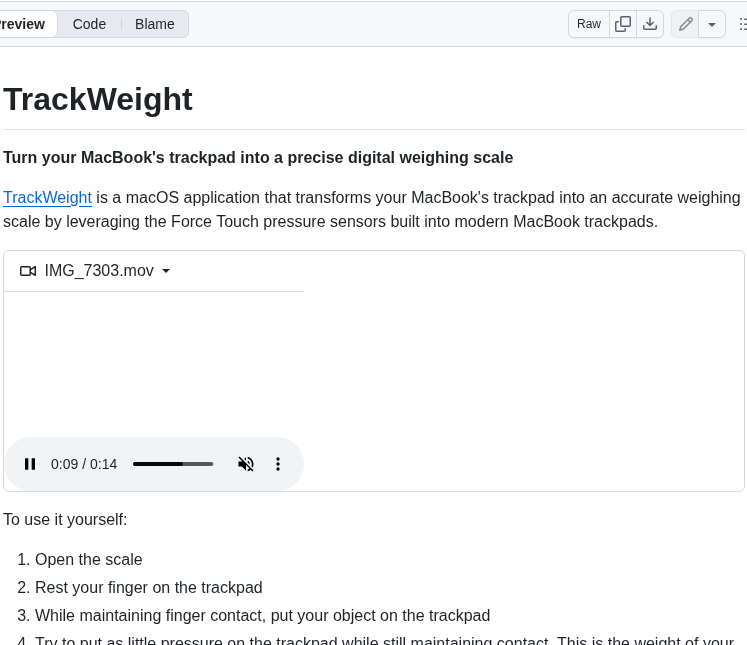 Preview Code Blame Raw
TrackWeight
Turn your MacBook's trackpad into a precise digital weighing scale
TrackWeight is a macOS application that transforms your MacBook's trackpad into an accurate weighing
scale by leveraging the Force Touch pressure sensors built into modern MacBook trackpads.
IMG_7303.mov
0:09 / 0:14
To use it yourself:
1. Open the scale
2. Rest your finger on the trackpad
3. While maintaining finger contact, put your object on the trackpad
4. Try to put as little pressure on the trackpad while still maintaining contact. This is the weight of your